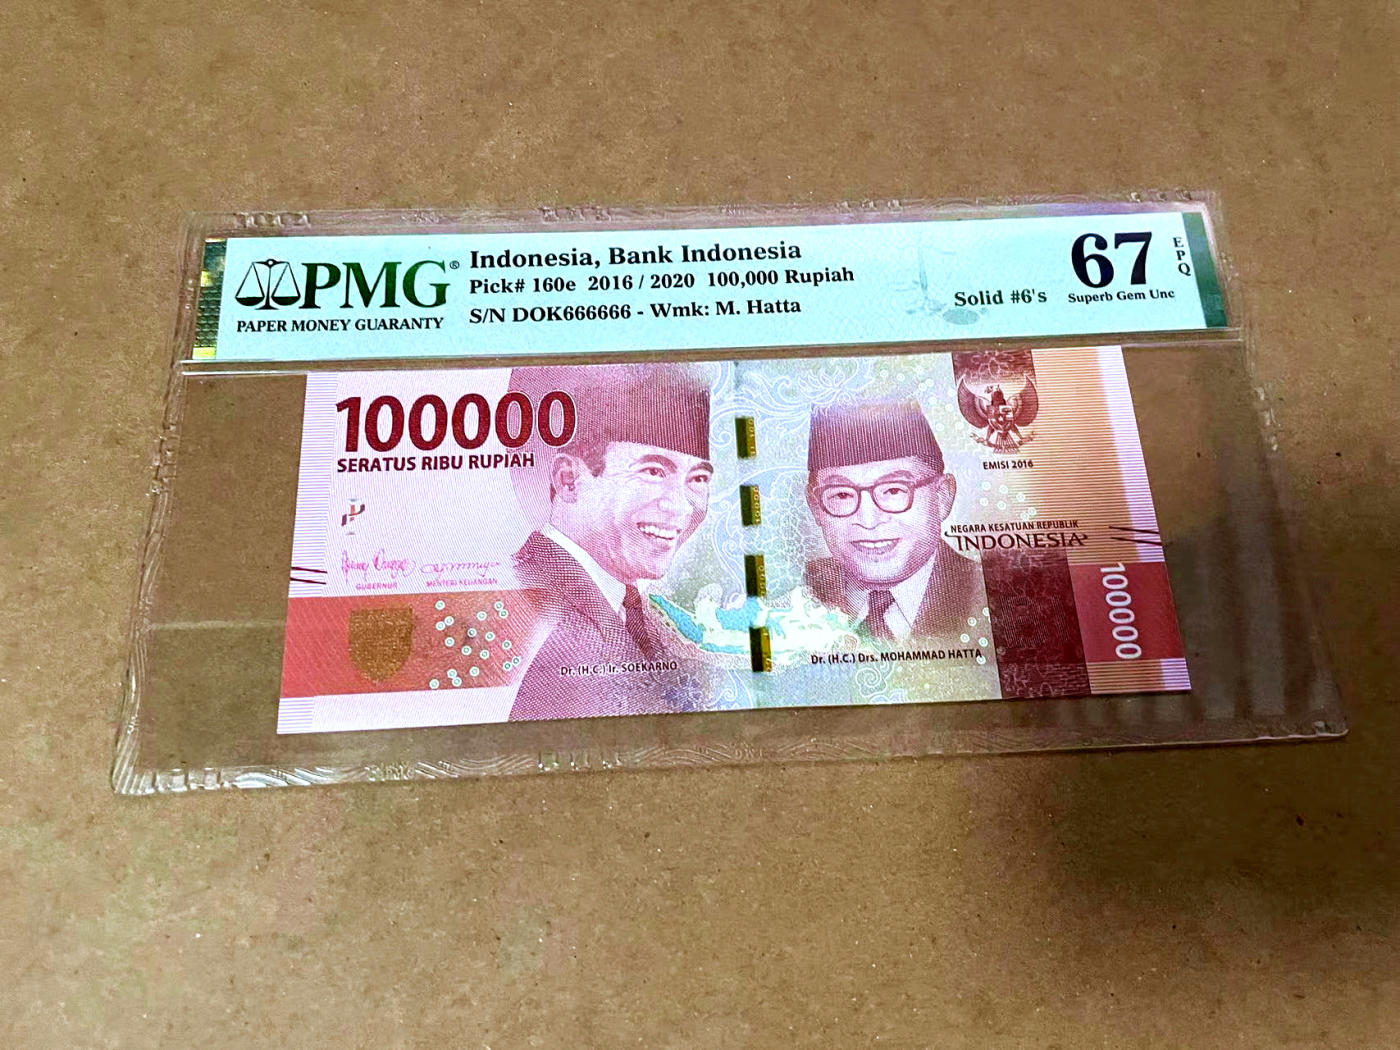 PMG®
PAPER MONEY GUARANTY
Indonesia, Bank Indonesia
Pick# 160e 2016 / 2020 100,000 Rupiah
S/N DOK666666 - Wmk: M. Hatta
Solid #6's
67
EPQ
Superb Gem Unc
100000
SERATUS RIBU RUPIAH
GUBERNUR
MENTERI KEUANGAN
Dr. (H.C.) Ir. SOEKARNO
Dr. (H.C.) Drs. MOHAMMAD HATTA
EMISI 2016
NEGARA KESATUAN REPUBLIK
INDONESIA
100000